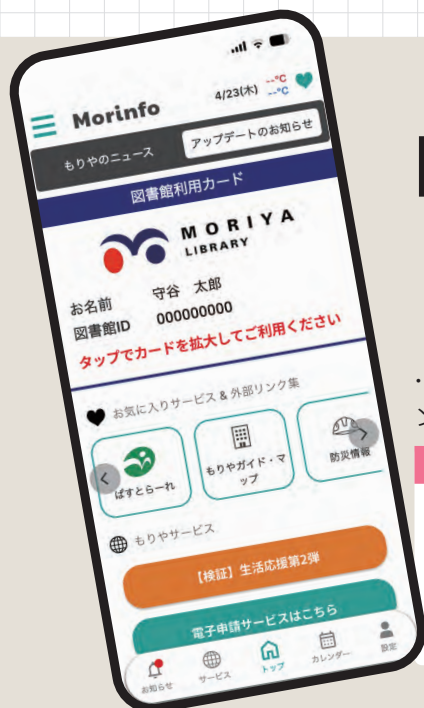 Morinfo
4/23(木)
--°C
--°C
もりやのニュース
アップデートのお知らせ
図書館利用カード
MORIYA
LIBRARY
お名前 守谷 太郎
図書館ID 000000000
タップでカードを拡大してご利用ください
お気に入りサービス & 外部リンク集
ぱすとらーれ
もりやガイド・マ
ップ
防災情報
もりやサービス
【検証】生活応援第2弾
電子申請サービスはこちら
お知らせ
サービス
トップ
カレンダー
設定